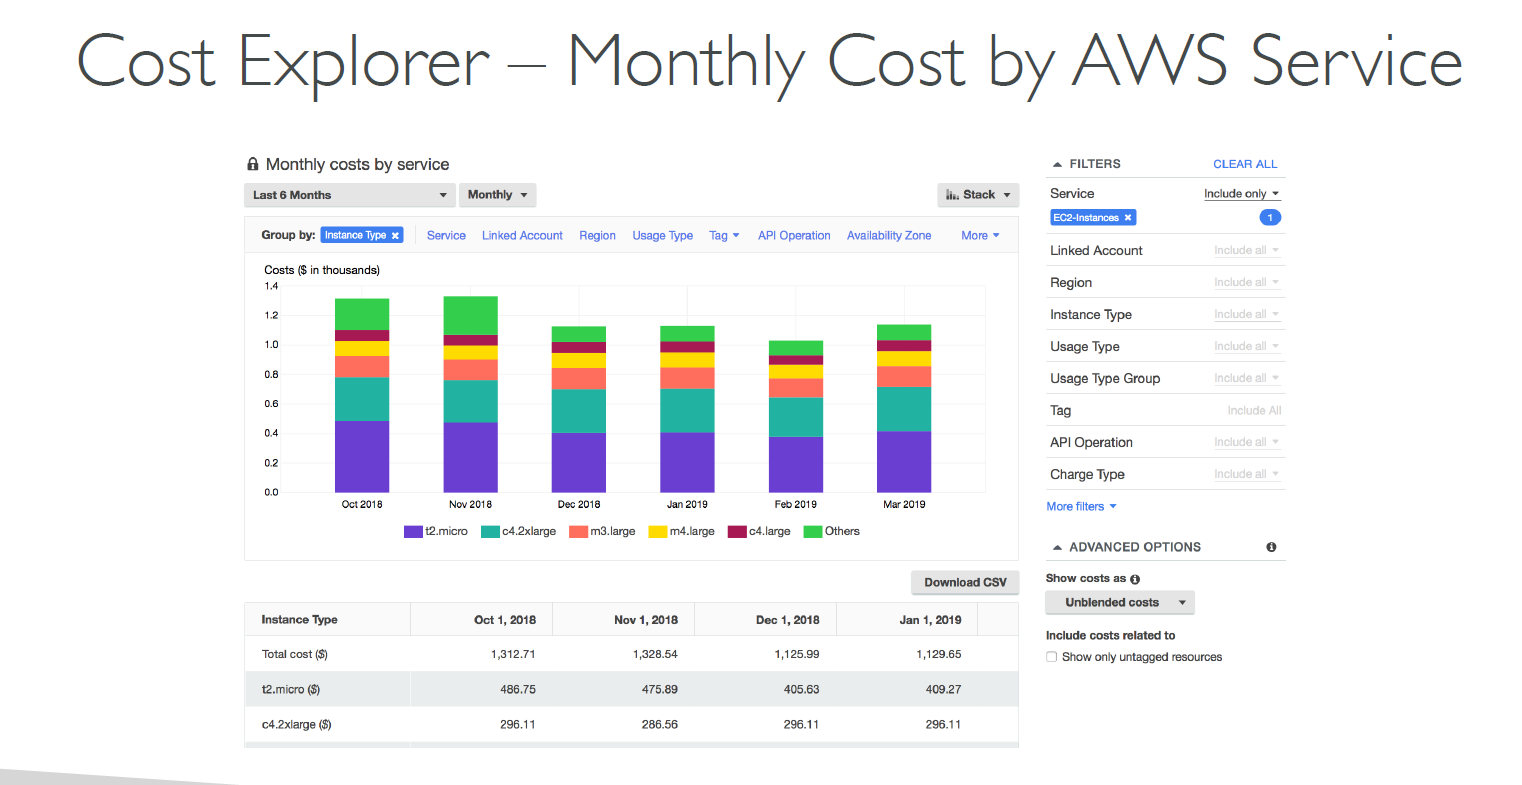 Cost Explorer – Monthly Cost by AWS Service
Monthly costs by service
Last 6 Months Monthly Stack
Group by: Instance Type × Service Linked Account Region Usage Type Tag API Operation Availability Zone More
Costs ($ in thousands)
1.4
1.2
1.0
0.8
0.6
0.4
0.2
0.0
Oct 2018 Nov 2018 Dec 2018 Jan 2019 Feb 2019 Mar 2019
t2.micro c4.2xlarge m3.large m4.large c4.large Others
Download CSV
Instance Type Oct 1, 2018 Nov 1, 2018 Dec 1, 2018 Jan 1, 2019
Total cost ($) 1,312.71 1,328.54 1,125.99 1,129.65
t2.micro ($) 486.75 475.89 405.63 409.27
c4.2xlarge ($) 296.11 286.56 296.11 296.11
FILTERS CLEAR ALL
Service Include only
EC2-Instances × 1
Linked Account Include all
Region Include all
Instance Type Include all
Usage Type Include all
Usage Type Group Include all
Tag Include All
API Operation Include all
Charge Type Include all
More filters
ADVANCED OPTIONS
Show costs as
Unblended costs
Include costs related to
Show only untagged resources